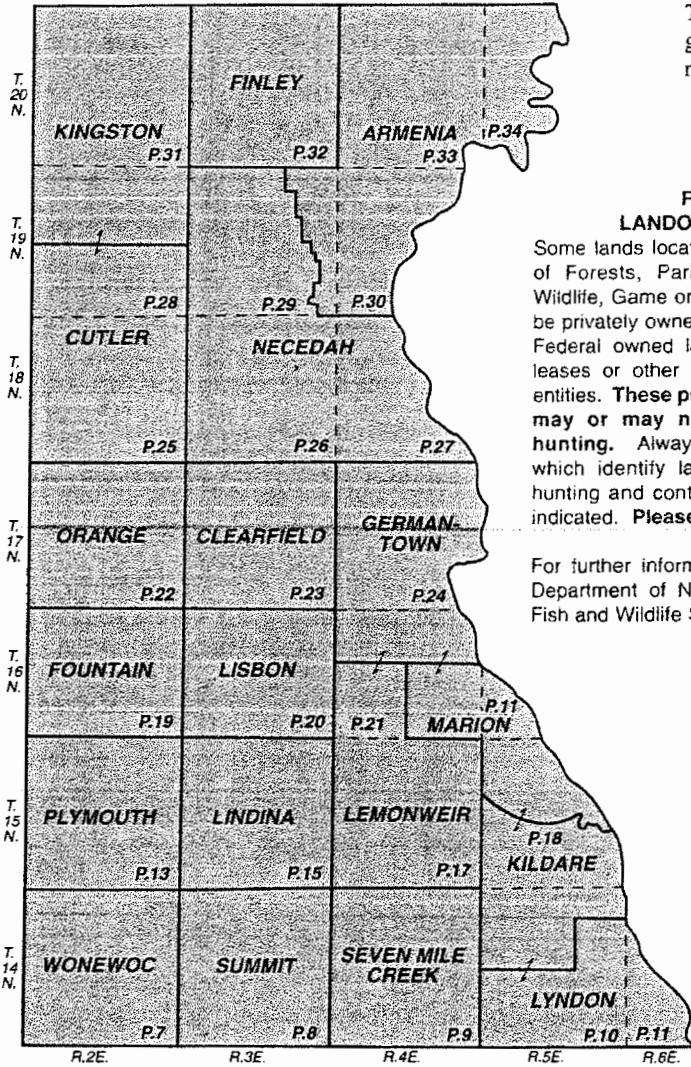 T
g
r
T.
20
N.
FINLEY
KINGSTON
ARMENIA
P.34
P.31
P.32
P.33
F
LANDO
T.
19
N.
Some lands locat
of Forests, Par
Wildlife, Game or
be privately owne
Federal owned la
leases or other
entities. These p
may or may n
hunting. Alway
which identify la
hunting and cont
indicated. Please
P.28
P.29
P.30
CUTLER
NECEDAH
T.
18
N.
P.25
P.26
P.27
T.
17
N.
ORANGE
CLEARFIELD
GERMAN-
TOWN
P.22
P.23
P.24
For further inform
Department of N
Fish and Wildlife S
T.
16
N.
FOUNTAIN
LISBON
P.11
P.19
P.20
P.21
MARION
T.
15
N.
PLYMOUTH
LINDINA
LEMONWEIR
P.18
KILDARE
P.13
P.15
P.17
T.
14
N.
WONEWOC
SUMMIT
SEVEN MILE
CREEK
LYNDON
P.7
P.8
P.9
P.10
P.11
R.2E.
R.3E.
R.4E.
R.5E.
R.6E.